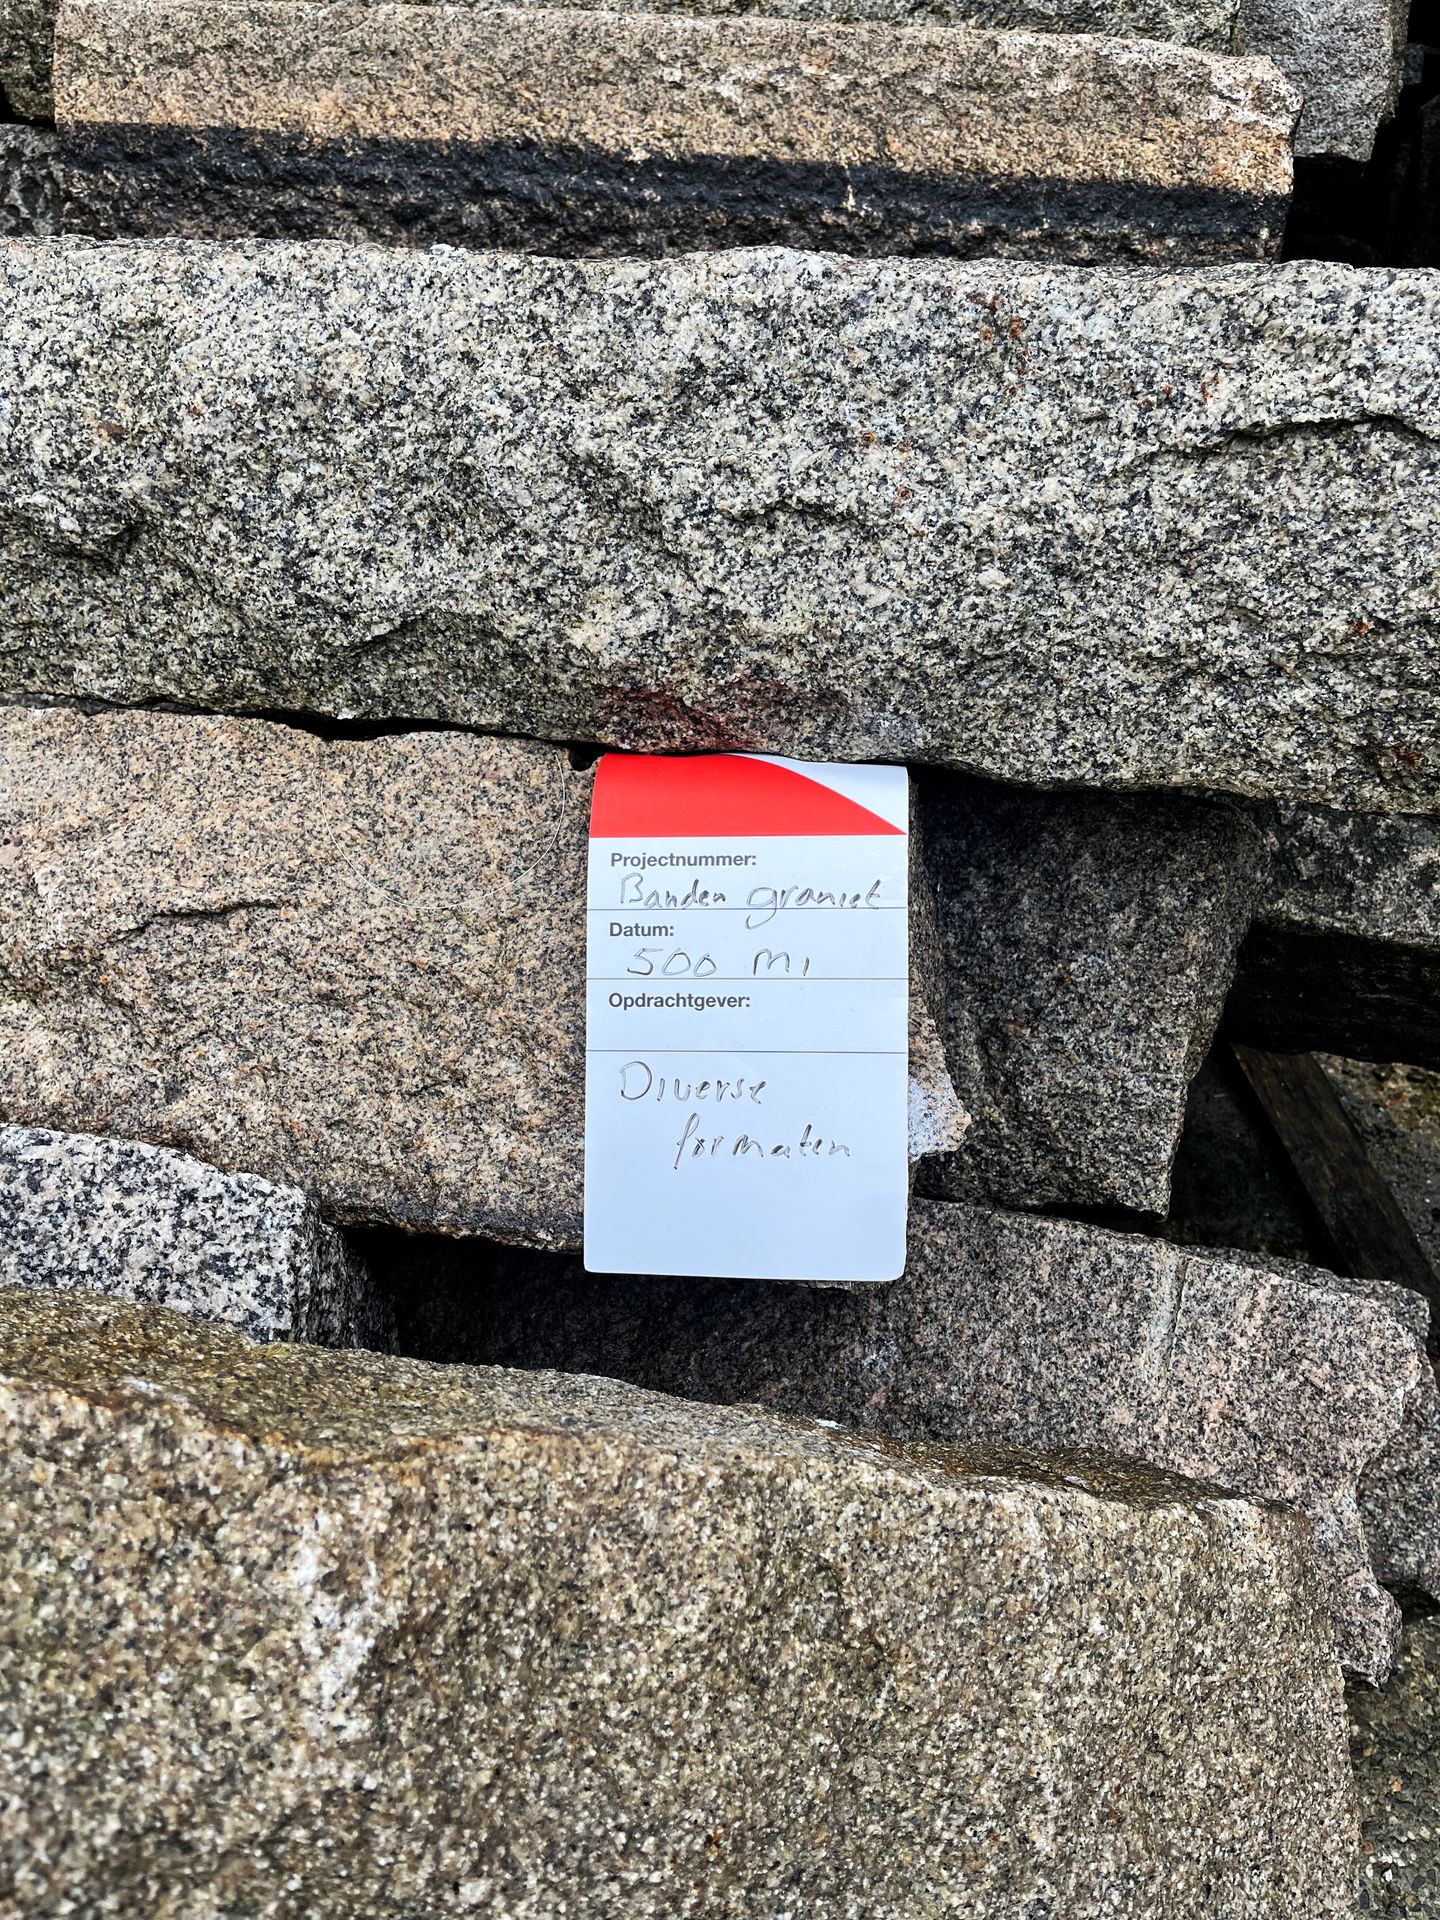 Projectnummer:
Banden graniet
Datum:
500 m1
Opdrachtgever:
Diverse
formaten